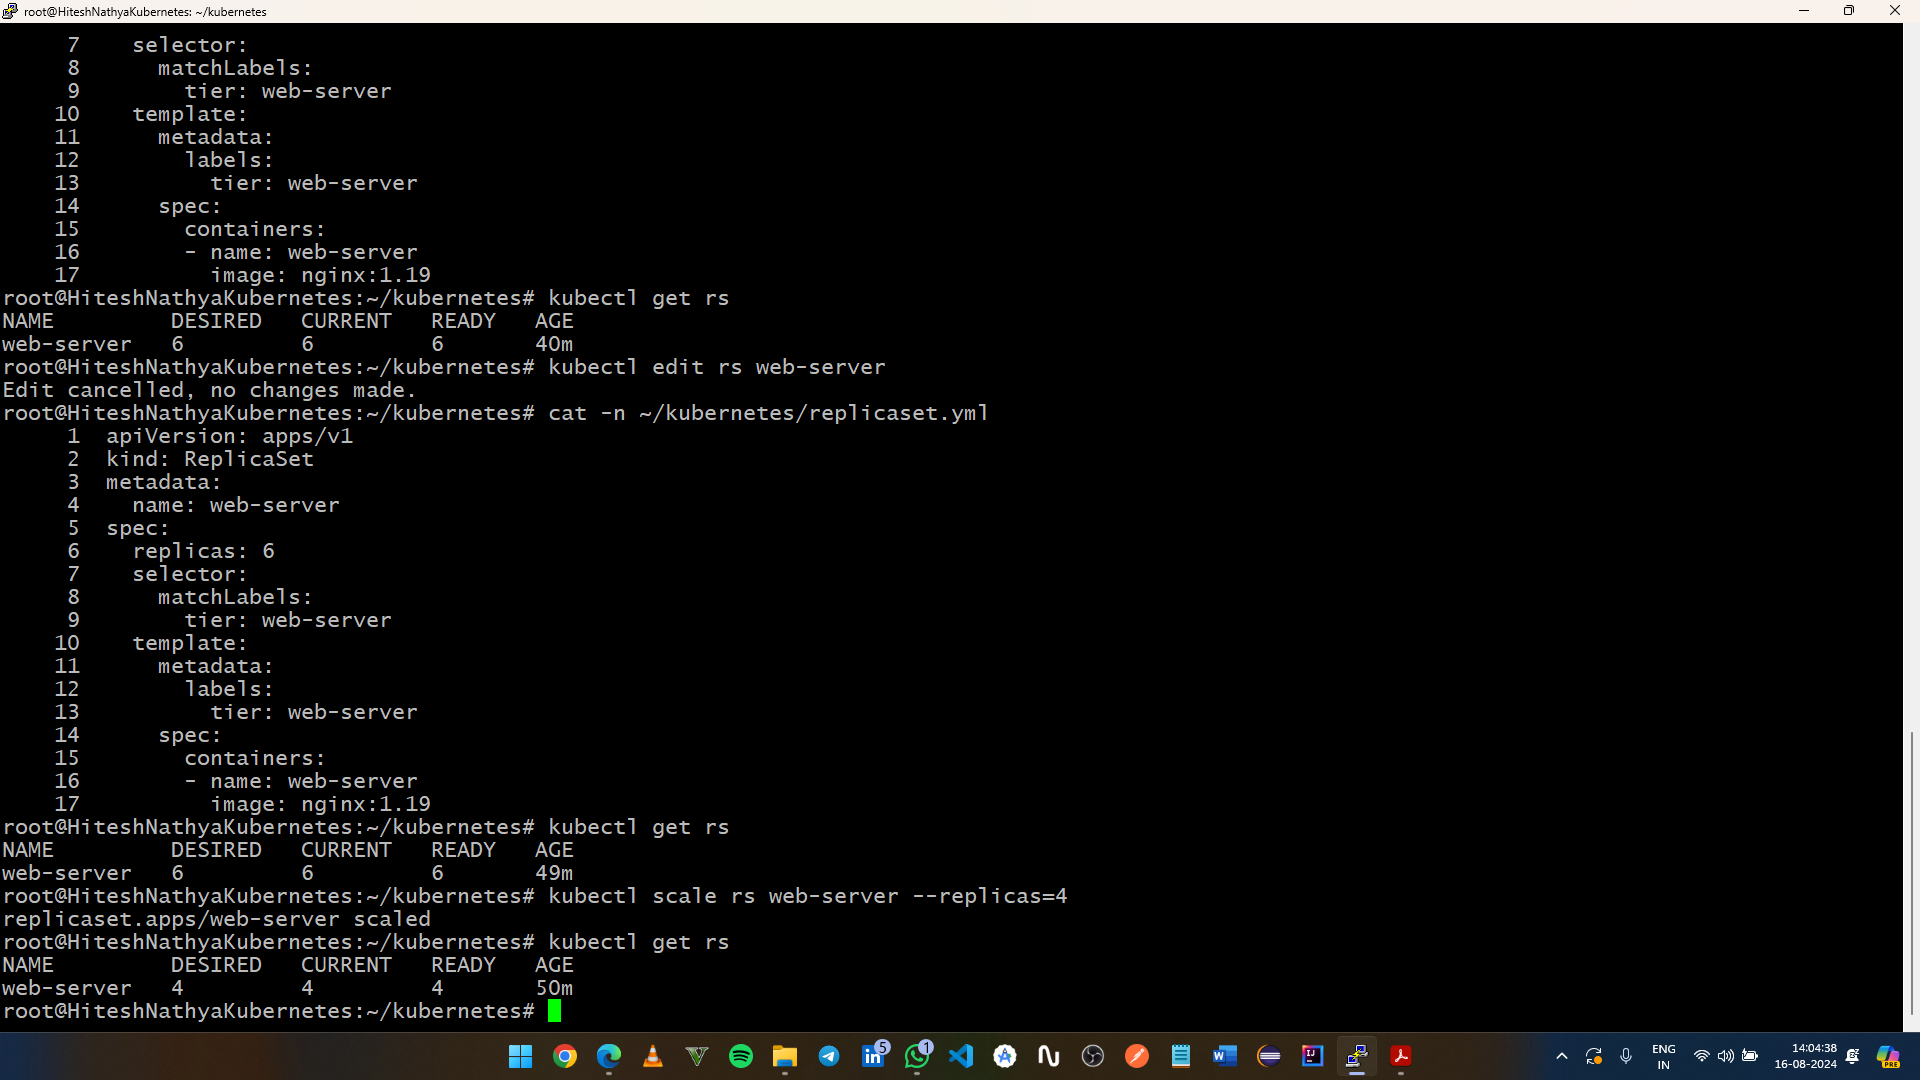 root@HiteshNathyaKubernetes: ~/kubernetes
     7    selector:
     8      matchLabels:
     9        tier: web-server
    10    template:
    11      metadata:
    12        labels:
    13          tier: web-server
    14      spec:
    15        containers:
    16        - name: web-server
    17          image: nginx:1.19
root@HiteshNathyaKubernetes:~/kubernetes# kubectl get rs
NAME         DESIRED   CURRENT   READY   AGE
web-server   6         6         6       40m
root@HiteshNathyaKubernetes:~/kubernetes# kubectl edit rs web-server
Edit cancelled, no changes made.
root@HiteshNathyaKubernetes:~/kubernetes# cat -n ~/kubernetes/replicaset.yml
     1  apiVersion: apps/v1
     2  kind: ReplicaSet
     3  metadata:
     4    name: web-server
     5  spec:
     6    replicas: 6
     7    selector:
     8      matchLabels:
     9        tier: web-server
    10    template:
    11      metadata:
    12        labels:
    13          tier: web-server
    14      spec:
    15        containers:
    16        - name: web-server
    17          image: nginx:1.19
root@HiteshNathyaKubernetes:~/kubernetes# kubectl get rs
NAME         DESIRED   CURRENT   READY   AGE
web-server   6         6         6       49m
root@HiteshNathyaKubernetes:~/kubernetes# kubectl scale rs web-server --replicas=4
replicaset.apps/web-server scaled
root@HiteshNathyaKubernetes:~/kubernetes# kubectl get rs
NAME         DESIRED   CURRENT   READY   AGE
web-server   4         4         4       50m
root@HiteshNathyaKubernetes:~/kubernetes#
5
1
ENG
IN
14:04:38
16-08-2024
PRE